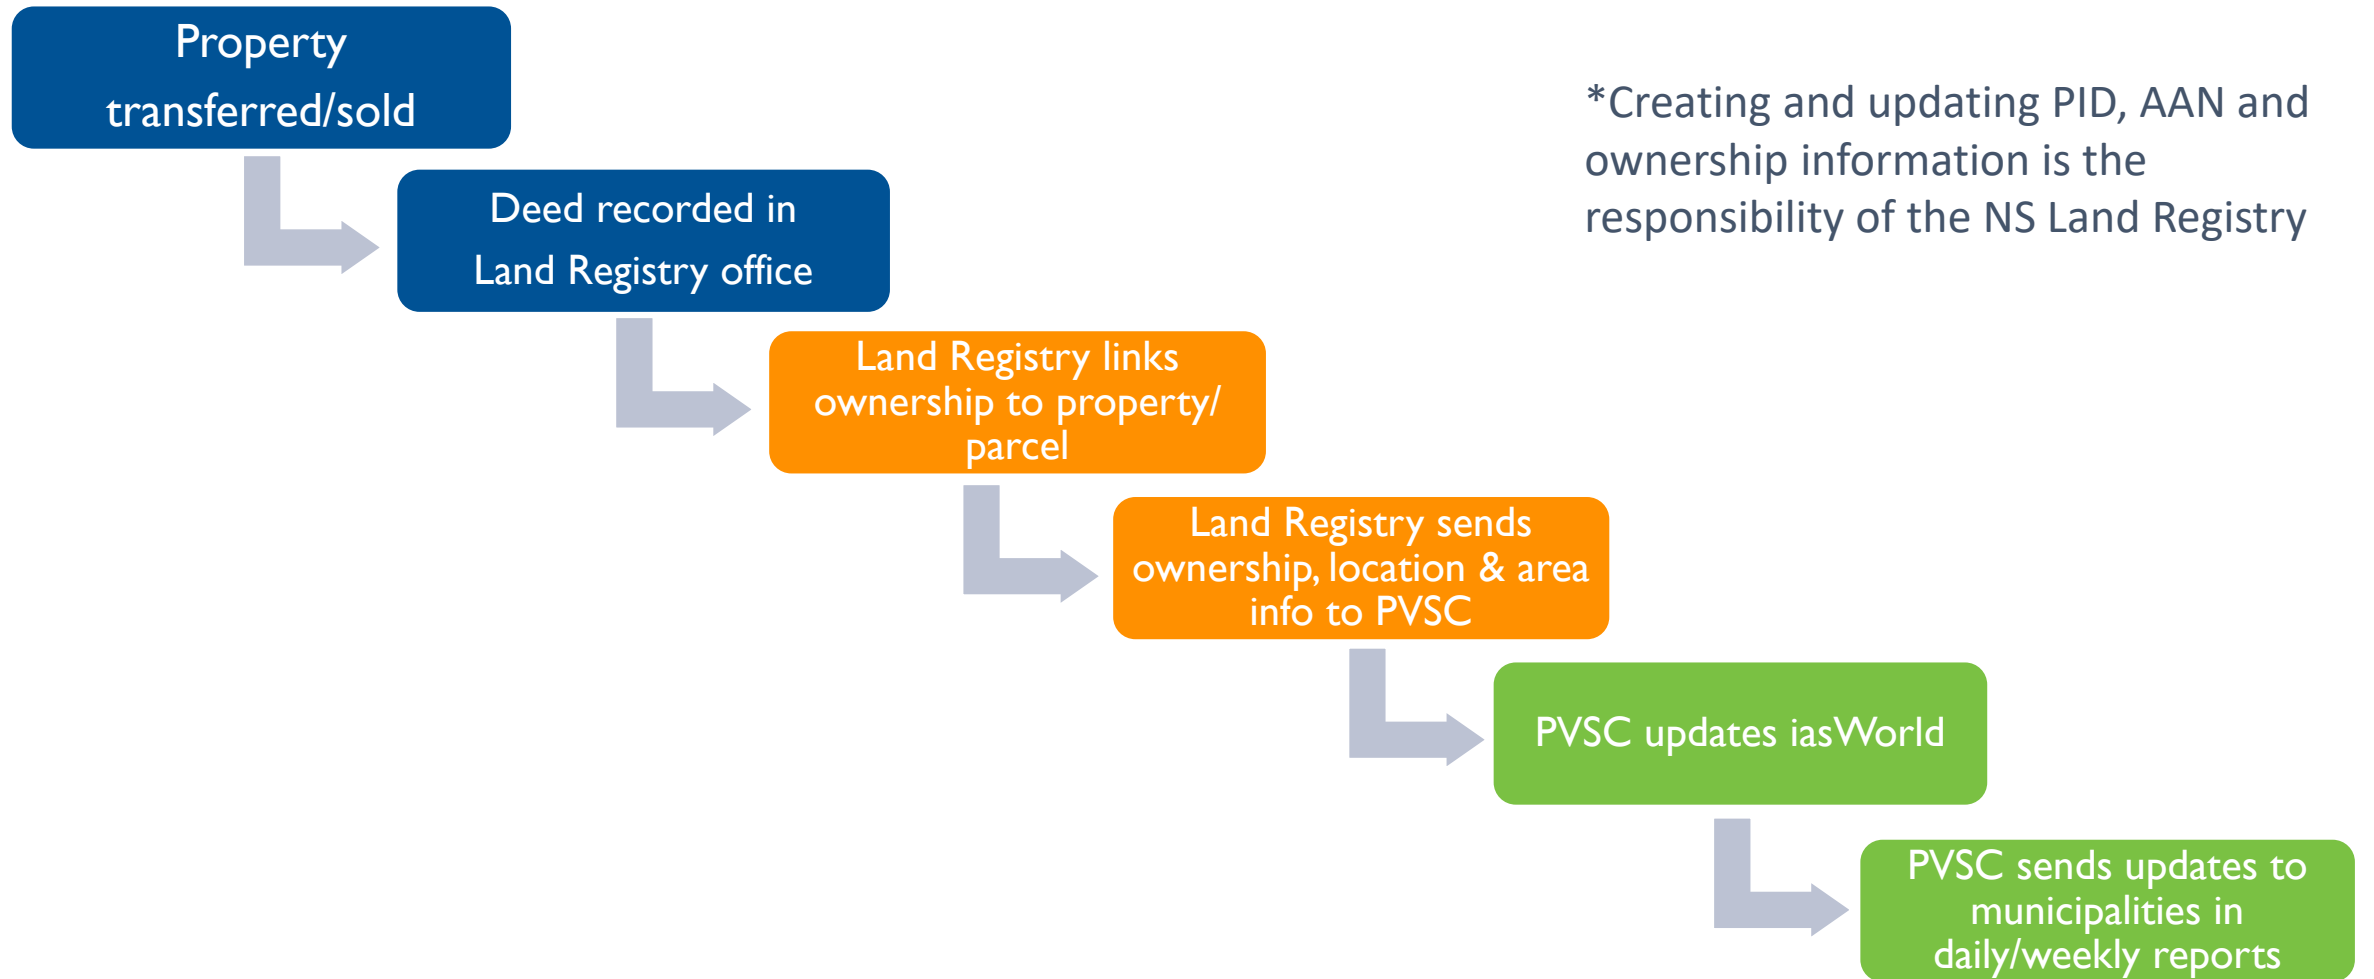 Property
transferred/sold
*Creating and updating PID, AAN and
ownership information is the
responsibility of the NS Land Registry
Deed recorded in
Land Registry office
Land Registry links
ownership to property/
parcel
Land Registry sends
ownership, location & area
info to PVSC
PVSC updates iasWorld
PVSC sends updates to
municipalities in
daily/weekly reports